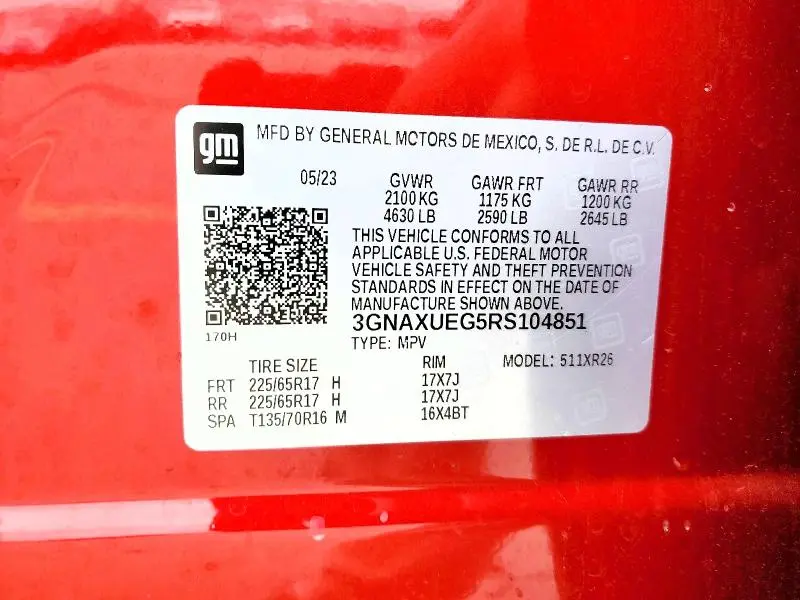 gm MFD BY GENERAL MOTORS DE MEXICO, S. DE R.L. DE C.V.
05/23 GVWR GAWR FRT GAWR RR
2100 KG 1175 KG 1200 KG
4630 LB 2590 LB 2645 LB
THIS VEHICLE CONFORMS TO ALL
APPLICABLE U.S. FEDERAL MOTOR
VEHICLE SAFETY AND THEFT PREVENTION
STANDARDS IN EFFECT ON THE DATE OF
MANUFACTURE SHOWN ABOVE.
3GNAXUEG5RS104851
170H
TYPE: MPV
TIRE SIZE RIM MODEL: 511XR26
FRT 225/65R17 H 17X7J
RR 225/65R17 H 17X7J
SPA T135/70R16 M 16X4BT